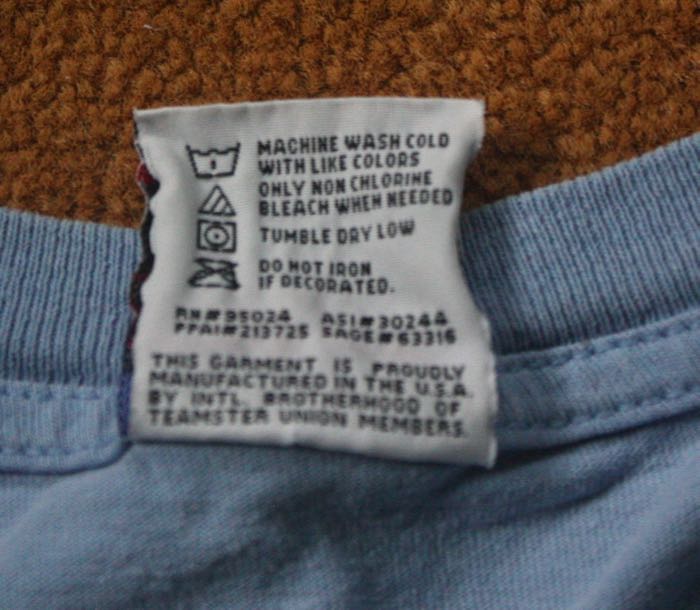 MACHINE WASH COLD
WITH LIKE COLORS
ONLY NON CHLORINE
BLEACH WHEN NEEDED
TUMBLE DRY LOW
DO NOT IRON
IF DECORATED.
RN#95024 ASI#30244
PPAI#213725 SAGE#63316
THIS GARMENT IS PROUDLY
MANUFACTURED IN THE U.S.A.
BY INTL. BROTHERHOOD OF
TEAMSTER UNION MEMBERS.